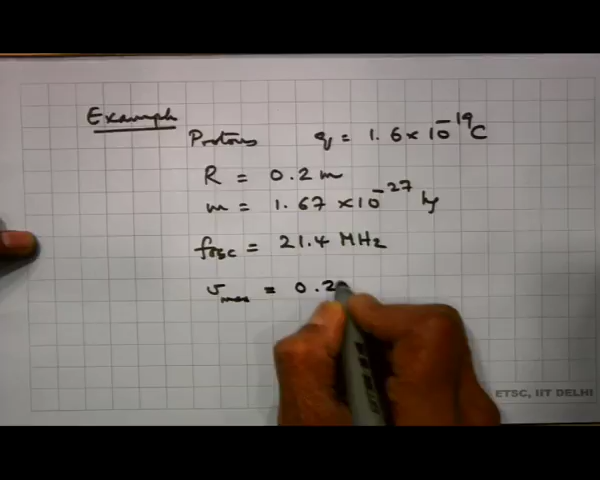 Example
Protons q = 1.6×10⁻¹⁹C
R = 0.2 m
m = 1.67 ×10⁻²⁷ kg
fosc = 21.4 MHz
vmax = 0.2
ETSC, IIT DELHI